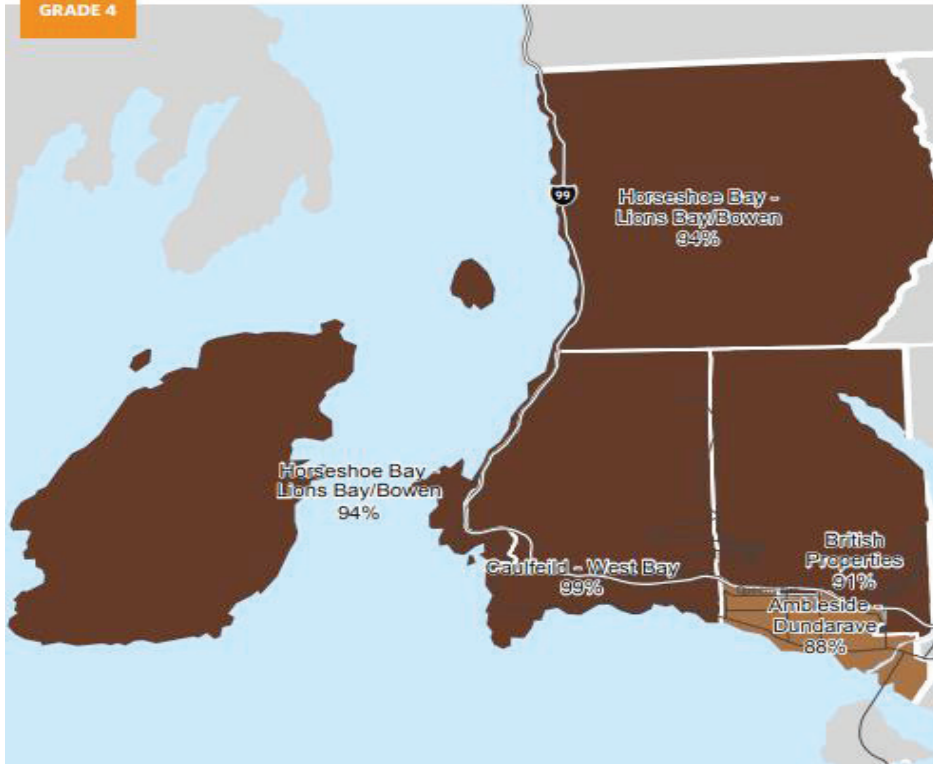 GRADE 4
99
Horseshoe Bay -
Lions Bay/Bowen
94%
Horseshoe Bay -
Lions Bay/Bowen
94%
Caulfeild - West Bay
99%
British
Properties
91%
Ambleside -
Dundarave
88%